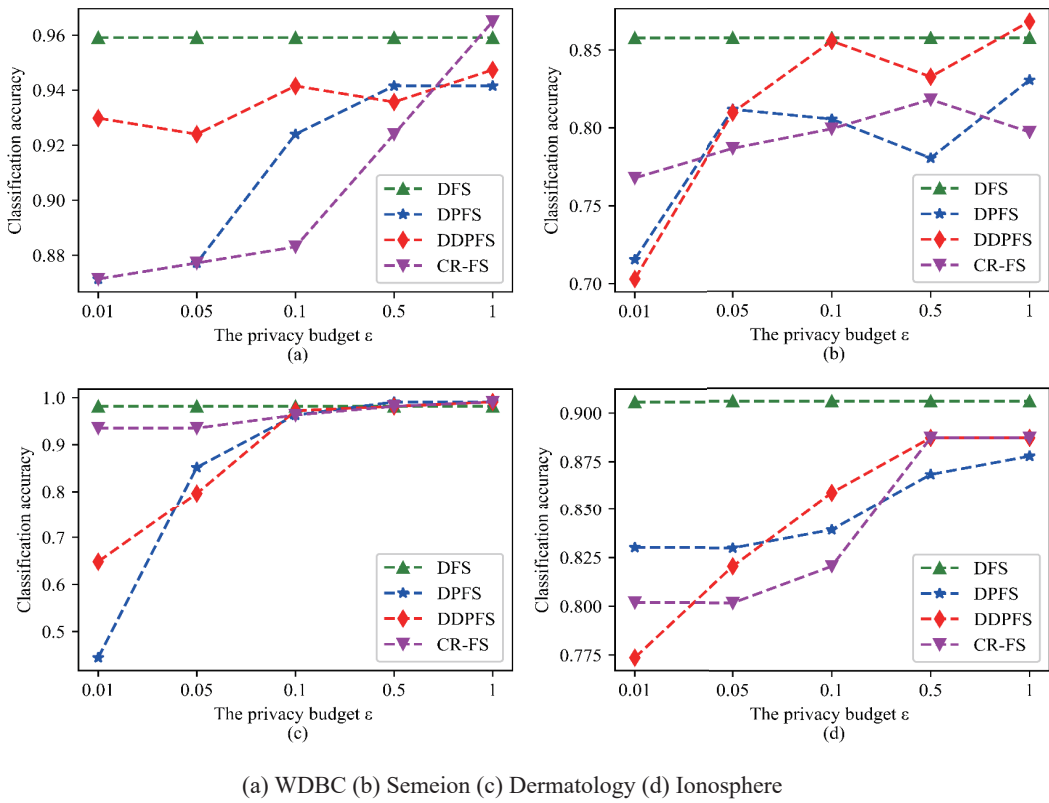 0.96
0.94
0.92
0.90
0.88
Classification accuracy
DFS
DPFS
DDPFS
CR-FS
0.01 0.05 0.1 0.5 1
The privacy budget ε
(a)
0.85
0.80
0.75
0.70
Classification accuracy
DFS
DPFS
DDPFS
CR-FS
0.01 0.05 0.1 0.5 1
The privacy budget ε
(b)
1.0
0.9
0.8
0.7
0.6
0.5
Classification accuracy
DFS
DPFS
DDPFS
CR-FS
0.01 0.05 0.1 0.5 1
The privacy budget ε
(c)
0.900
0.875
0.850
0.825
0.800
0.775
Classification accuracy
DFS
DPFS
DDPFS
CR-FS
0.01 0.05 0.1 0.5 1
The privacy budget ε
(d)
(a) WDBC (b) Semeion (c) Dermatology (d) Ionosphere